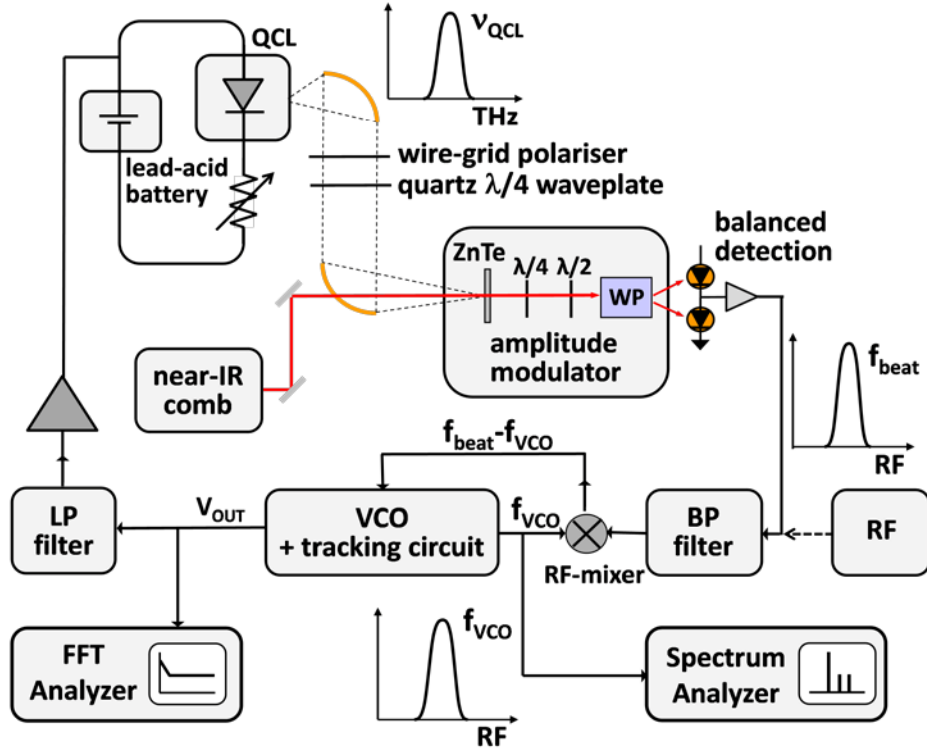 QCL
ν_QCL
THz
lead-acid
battery
wire-grid polariser
quartz λ/4 waveplate
balanced
detection
ZnTe
λ/4
λ/2
WP
amplitude
modulator
near-IR
comb
f_beat
RF
f_beat-f_VCO
LP
filter
V_OUT
VCO
+ tracking circuit
f_VCO
RF-mixer
BP
filter
RF
FFT
Analyzer
f_VCO
RF
Spectrum
Analyzer